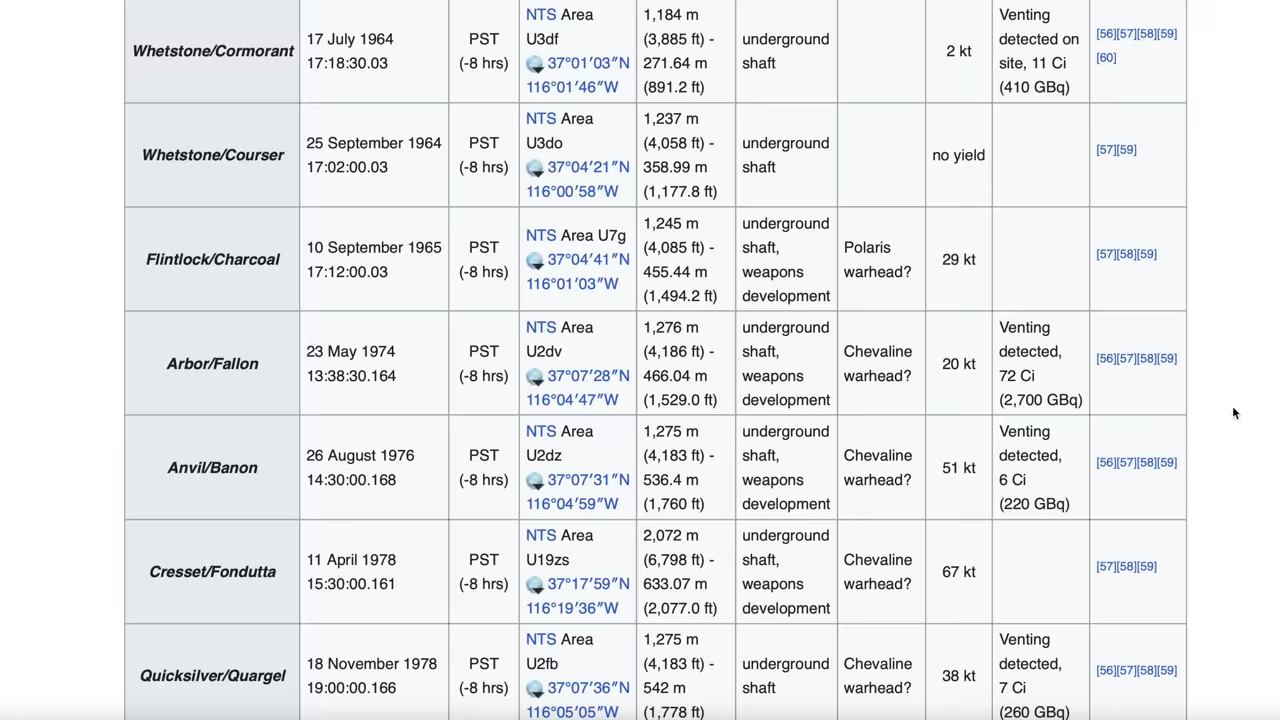 Whetstone/Cormorant
17 July 1964
17:18:30.03
PST
(-8 hrs)
NTS Area
U3df
37°01′03″N
116°01′46″W
1,184 m
(3,885 ft) -
271.64 m
(891.2 ft)
underground
shaft
2 kt
Venting
detected on
site, 11 Ci
(410 GBq)
[56][57][58][59]
[60]
Whetstone/Courser
25 September 1964
17:02:00.03
PST
(-8 hrs)
NTS Area
U3do
37°04′21″N
116°00′58″W
1,237 m
(4,058 ft) -
358.99 m
(1,177.8 ft)
underground
shaft
no yield
[57][59]
Flintlock/Charcoal
10 September 1965
17:12:00.03
PST
(-8 hrs)
NTS Area U7g
37°04′41″N
116°01′03″W
1,245 m
(4,085 ft) -
455.44 m
(1,494.2 ft)
underground
shaft,
weapons
development
Polaris
warhead?
29 kt
[57][58][59]
Arbor/Fallon
23 May 1974
13:38:30.164
PST
(-8 hrs)
NTS Area
U2dv
37°07′28″N
116°04′47″W
1,276 m
(4,186 ft) -
466.04 m
(1,529.0 ft)
underground
shaft,
weapons
development
Chevaline
warhead?
20 kt
Venting
detected,
72 Ci
(2,700 GBq)
[56][57][58][59]
Anvil/Banon
26 August 1976
14:30:00.168
PST
(-8 hrs)
NTS Area
U2dz
37°07′31″N
116°04′59″W
1,275 m
(4,183 ft) -
536.4 m
(1,760 ft)
underground
shaft,
weapons
development
Chevaline
warhead?
51 kt
Venting
detected,
6 Ci
(220 GBq)
[56][57][58][59]
Cresset/Fondutta
11 April 1978
15:30:00.161
PST
(-8 hrs)
NTS Area
U19zs
37°17′59″N
116°19′36″W
2,072 m
(6,798 ft) -
633.07 m
(2,077.0 ft)
underground
shaft,
weapons
development
Chevaline
warhead?
67 kt
[57][58][59]
Quicksilver/Quargel
18 November 1978
19:00:00.166
PST
(-8 hrs)
NTS Area
U2fb
37°07′36″N
116°05′05″W
1,275 m
(4,183 ft) -
542 m
(1,778 ft)
underground
shaft
Chevaline
warhead?
38 kt
Venting
detected,
7 Ci
(260 GBq)
[56][57][58][59]